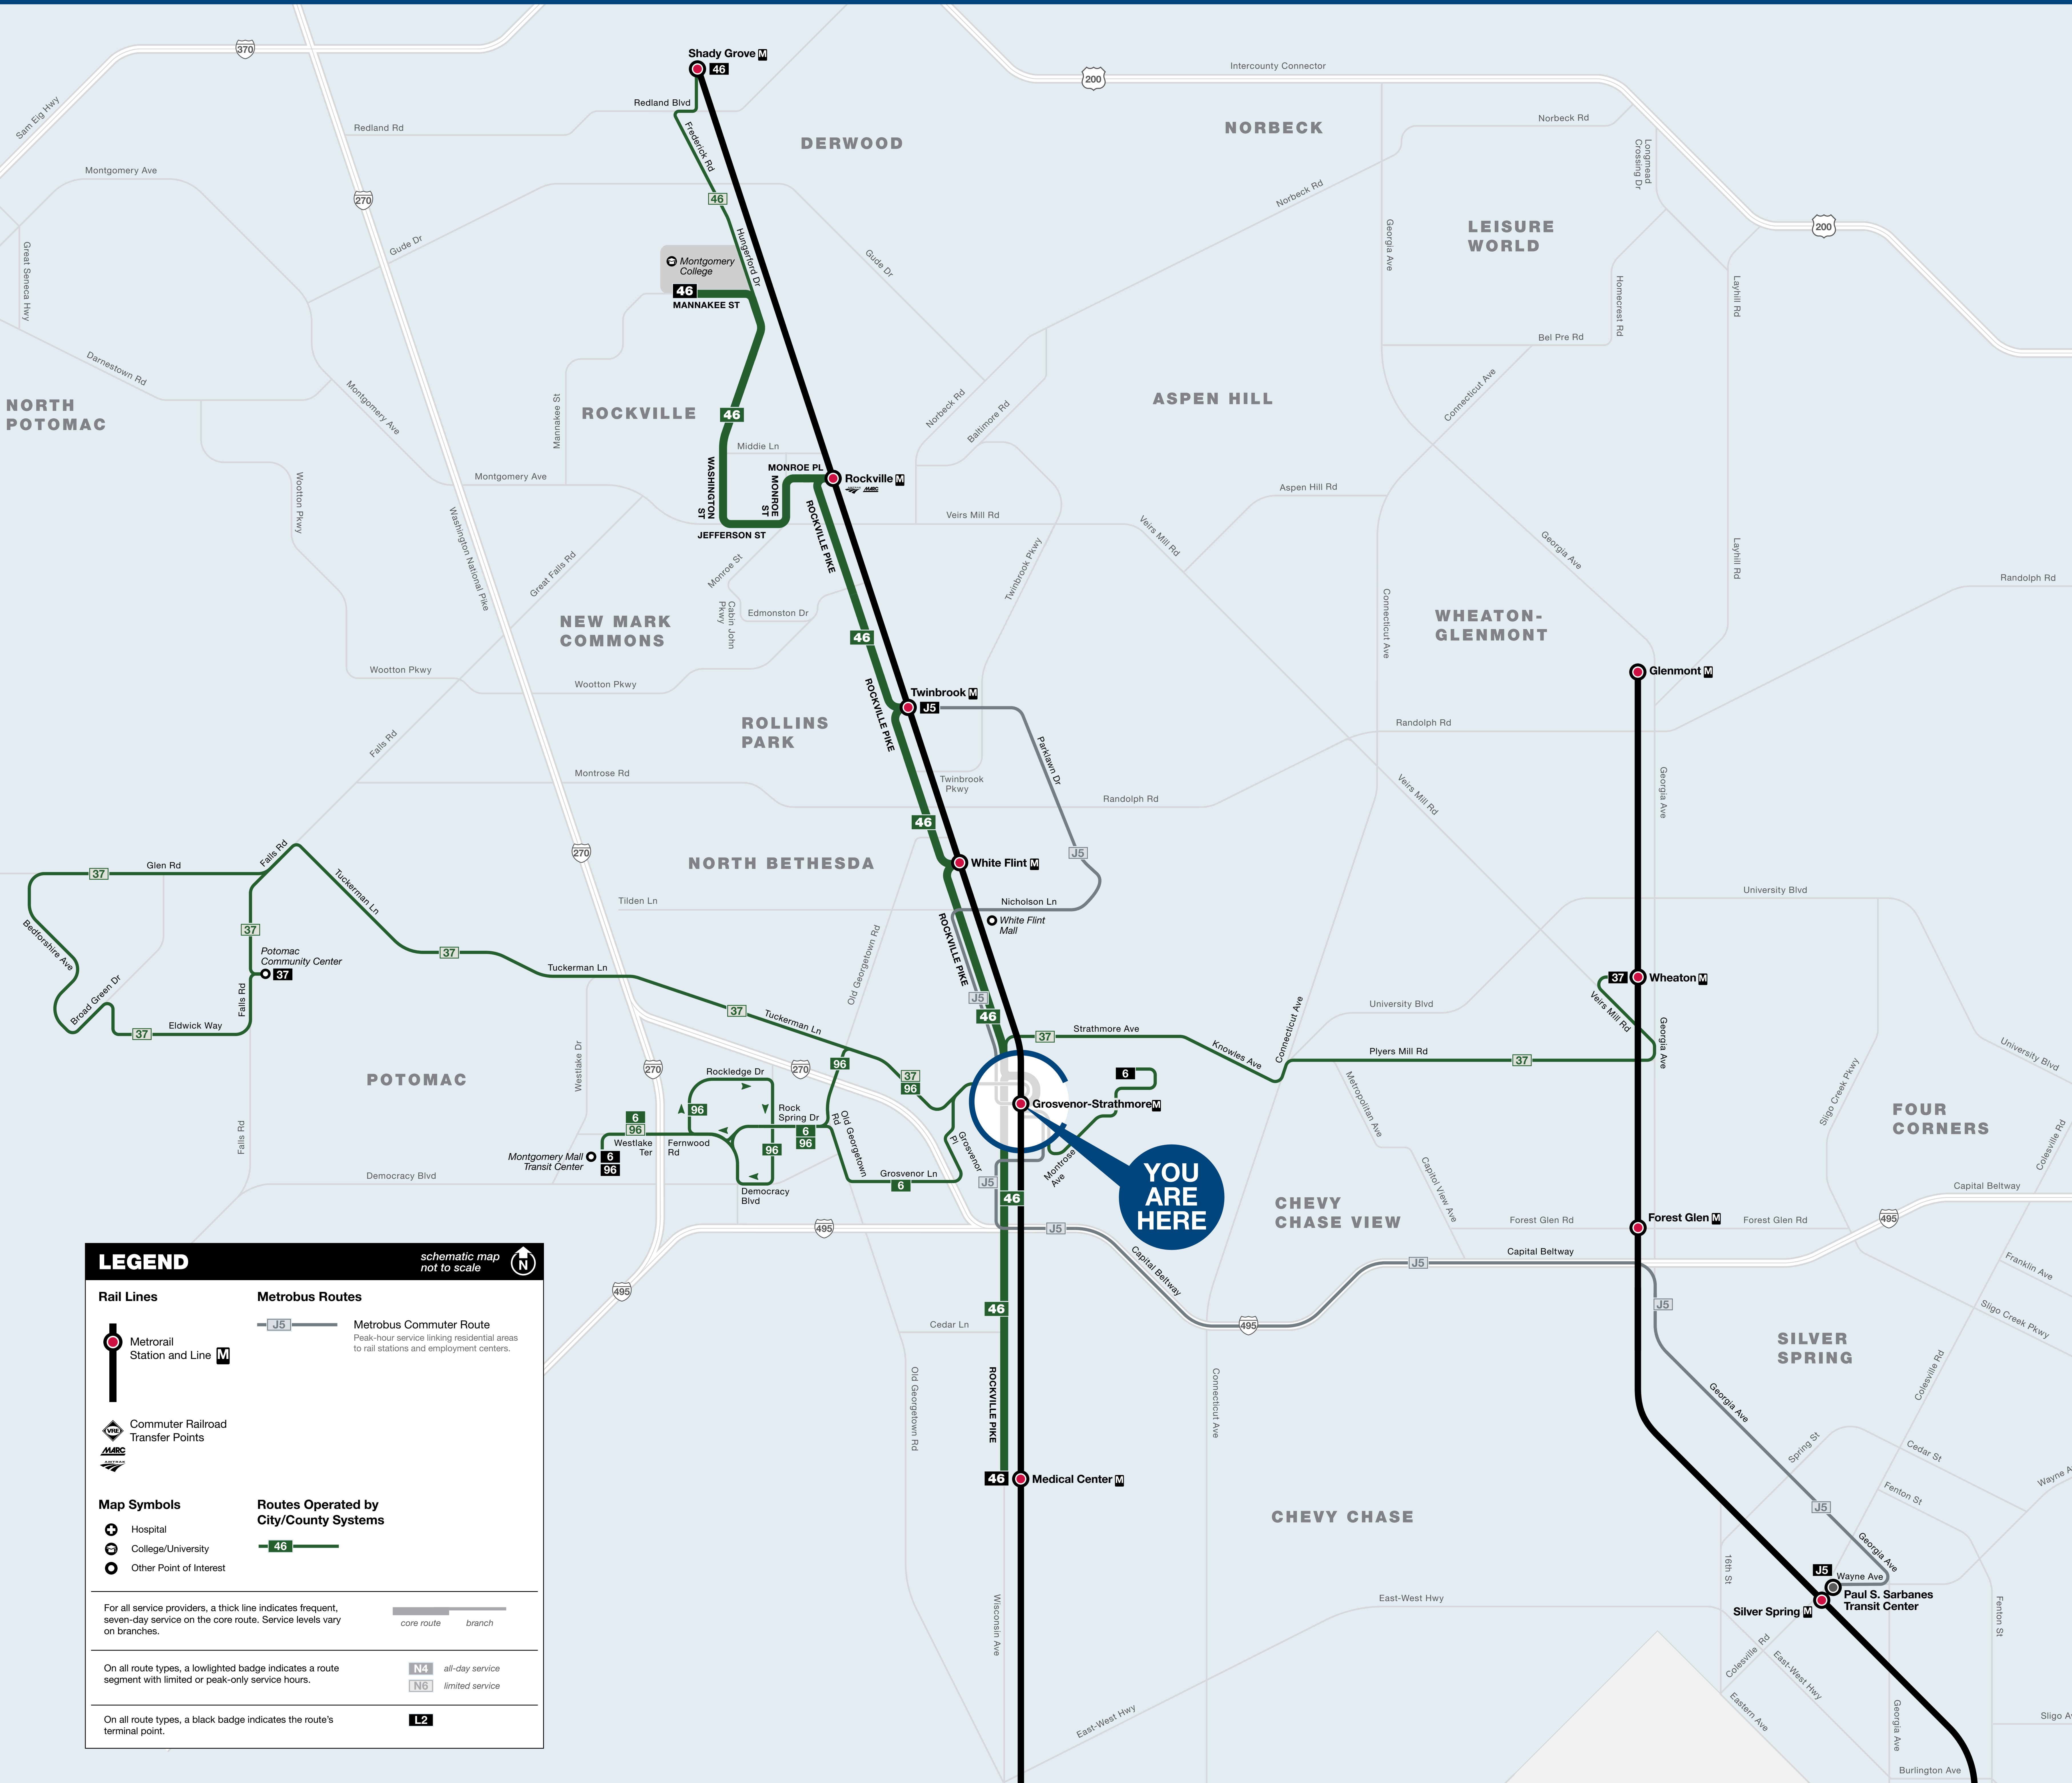 370
Sam Eig Hwy
Shady Grove M
46
Redland Blvd
Redland Rd
Frederick Rd
DERWOOD
200
Intercounty Connector
NORBECK
Norbeck Rd
Longmead
Crossing Dr
Montgomery Ave
270
46
Norbeck Rd
Georgia Ave
LEISURE
WORLD
200
Great Seneca Hwy
Gude Dr
Hungerford Dr
Gude Dr
Montgomery
College
46
MANNAKEE ST
Homecrest Rd
Layhill Rd
Bel Pre Rd
Darnestown Rd
NORTH
POTOMAC
Montgomery Ave
Mannakee St
ROCKVILLE
46
Norbeck Rd
Baltimore Rd
ASPEN HILL
Connecticut Ave
Middie Ln
MONROE PL
Rockville M
MARC
WASHINGTON
ST
MONROE
ST
JEFFERSON ST
ROCKVILLE PIKE
Montgomery Ave
Wootton Pkwy
Washington National Pike
Veirs Mill Rd
Veirs Mill Rd
Aspen Hill Rd
Georgia Ave
Layhill Rd
Great Falls Rd
Monroe St
Twinbrook Pkwy
Randolph Rd
Cabin John
Pkwy
Edmonston Dr
NEW MARK
COMMONS
46
Connecticut Ave
WHEATON-
GLENMONT
Wootton Pkwy
Wootton Pkwy
Glenmont M
ROCKVILLE PIKE
Twinbrook M
J5
ROLLINS
PARK
Falls Rd
Parklawn Dr
Randolph Rd
Montrose Rd
Twinbrook
Pkwy
Randolph Rd
Veirs Mill Rd
Georgia Ave
46
270
NORTH BETHESDA
White Flint M
J5
Glen Rd
Falls Rd
37
Tuckerman Ln
Tilden Ln
Nicholson Ln
White Flint
Mall
ROCKVILLE PIKE
University Blvd
Bedforshire Ave
37
Potomac
Community Center
37
37
Tuckerman Ln
Old Georgetown Rd
J5
46
37
Wheaton M
Broad Green Dr
Falls Rd
37
Eldwick Way
37
Tuckerman Ln
37
Strathmore Ave
Connecticut Ave
University Blvd
Veirs Mill Rd
Georgia Ave
Knowles Ave
Plyers Mill Rd
37
University Blvd
POTOMAC
Westlake Dr
270
270
96
37
96
Rockledge Dr
6
Grosvenor-Strathmore M
Metropolitan Ave
Sligo Creek Pkwy
FOUR
CORNERS
Colesville Rd
Falls Rd
96
Rock
Spring Dr
6
96
6
96
Westlake
Ter
Fernwood
Rd
96
Old Georgetown
Rd
Grosvenor
Pl
Montgomery Mall
Transit Center
6
96
Democracy Blvd
Democracy
Blvd
Grosvenor Ln
6
J5
Montrose
Ave
YOU
ARE
HERE
46
CHEVY
CHASE VIEW
Capitol View Ave
Forest Glen Rd
Forest Glen M
Forest Glen Rd
Capital Beltway
495
495
J5
Capital Beltway
J5
Capital Beltway
J5
Franklin Ave
495
495
46
Cedar Ln
Sligo Creek Pkwy
SILVER
SPRING
Colesville Rd
Old Georgetown Rd
ROCKVILLE PIKE
Connecticut Ave
Georgia Ave
Spring St
Cedar St
Wayne A
46
Medical Center M
Fenton St
J5
CHEVY CHASE
Georgia Ave
16th St
J5
Wayne Ave
Paul S. Sarbanes
Transit Center
Silver Spring M
Fenton St
Wisconsin Ave
East-West Hwy
Colesville Rd
East-West Hwy
Eastern Ave
Georgia Ave
Sligo A
East-West Hwy
Burlington Ave
LEGEND
schematic map
not to scale
N
Rail Lines
Metrorail
Station and Line M
VRE
MARC
AMTRAK
Commuter Railroad
Transfer Points
Metrobus Routes
J5
Metrobus Commuter Route
Peak-hour service linking residential areas
to rail stations and employment centers.
Map Symbols
Hospital
College/University
Other Point of Interest
Routes Operated by
City/County Systems
46
For all service providers, a thick line indicates frequent,
seven-day service on the core route. Service levels vary
on branches.
core route
branch
On all route types, a lowlighted badge indicates a route
segment with limited or peak-only service hours.
N4
all-day service
N6
limited service
On all route types, a black badge indicates the route's
terminal point.
L2